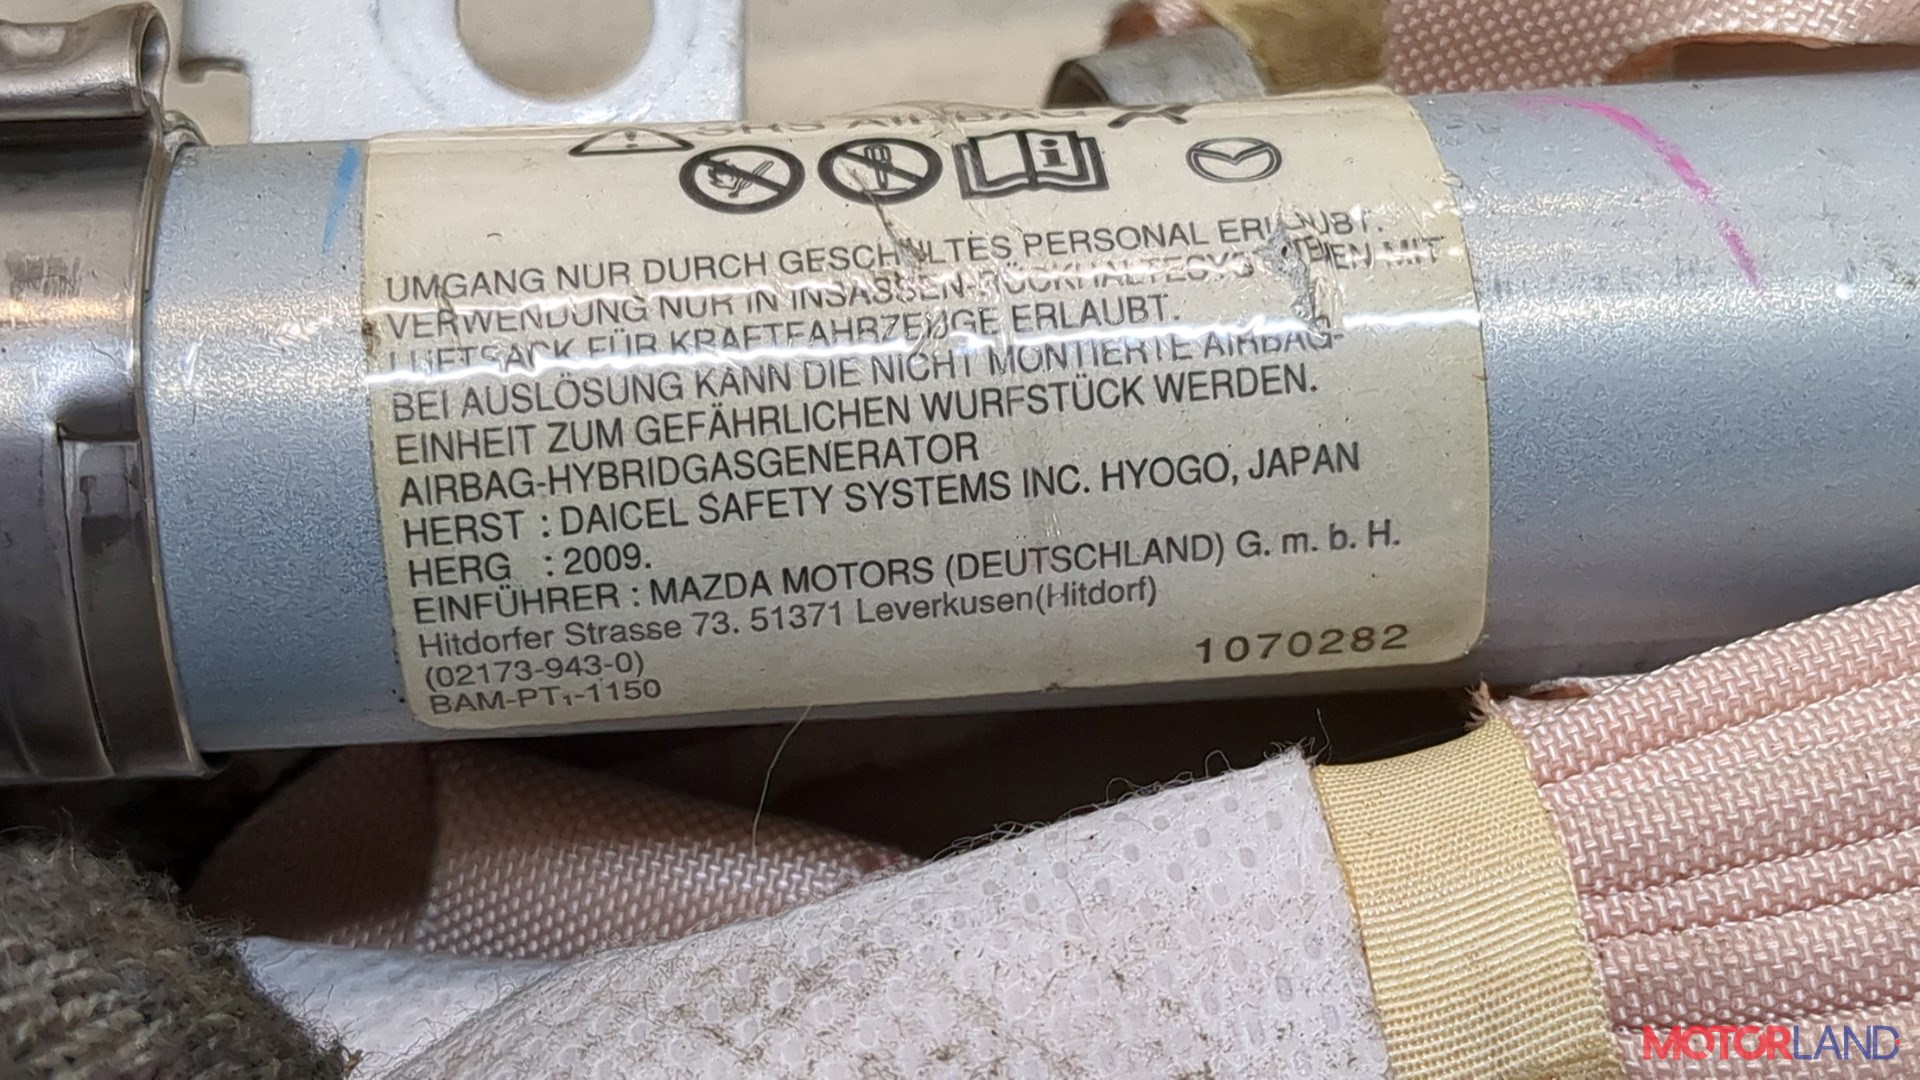 SRS AIRBAG
UMGANG NUR DURCH GESCHULTES PERSONAL ERLAUBT.
VERWENDUNG NUR IN INSASSEN-RÜCKHALTESYSTEMEN MIT
LUFTSACK FÜR KRAFTFAHRZEUGE ERLAUBT.
BEI AUSLÖSUNG KANN DIE NICHT MONTIERTE AIRBAG-
EINHEIT ZUM GEFÄHRLICHEN WURFSTÜCK WERDEN.
AIRBAG-HYBRIDGASGENERATOR
HERST : DAICEL SAFETY SYSTEMS INC. HYOGO, JAPAN
HERG : 2009.
EINFÜHRER : MAZDA MOTORS (DEUTSCHLAND) G. m. b. H.
Hitdorfer Strasse 73. 51371 Leverkusen(Hitdorf)
(02173-943-0)
BAM-PT₁-1150
1070282
MOTORLAND